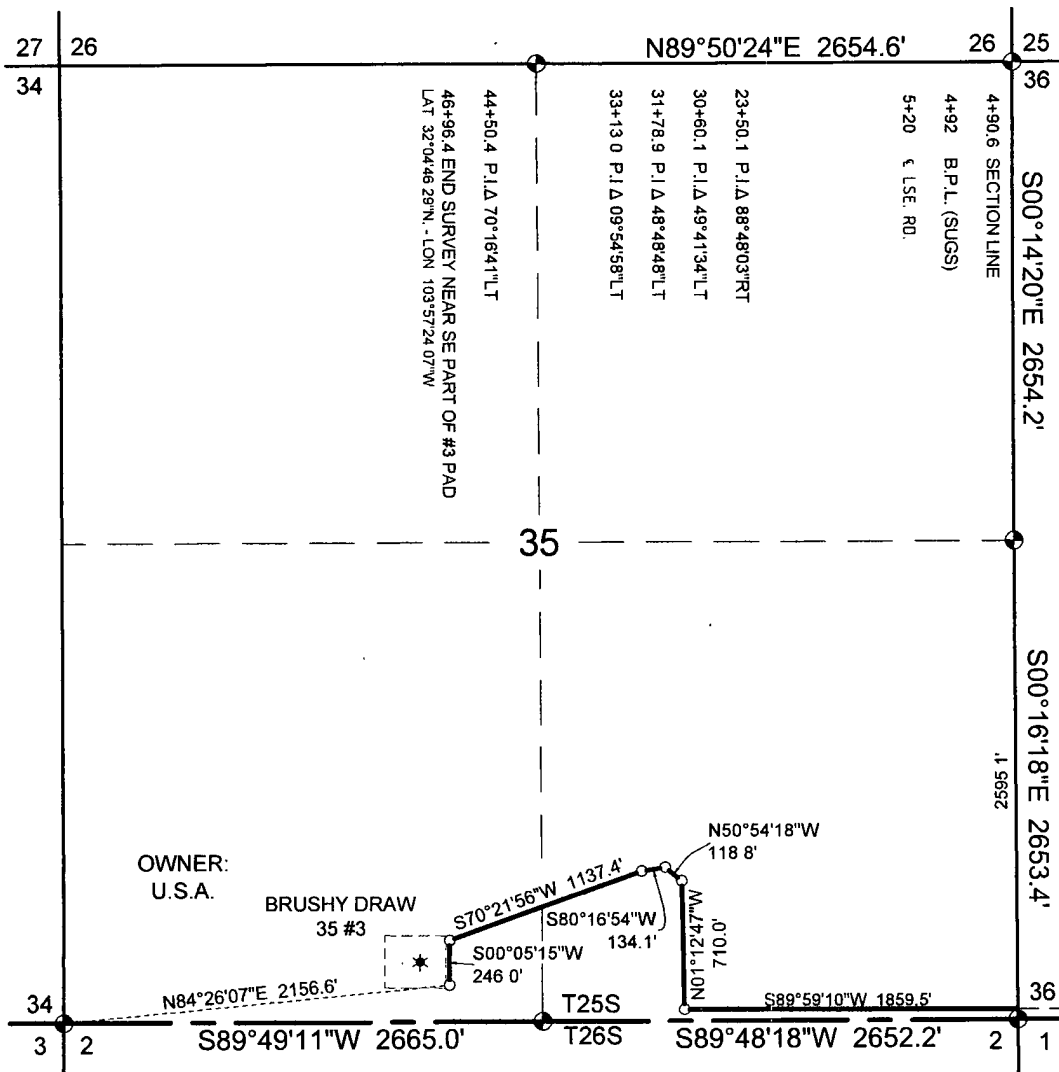 27 26
N89°50'24"E 2654.6'
26 25
34
36
4+90.6 SECTION LINE
4+92 B.P.L. (SUGS)
5+20 ℄ LSE. RD.
23+50.1 P.I.Δ 88°48'03"RT
30+60.1 P.I.Δ 49°41'34"LT
31+78.9 P.I Δ 48°48'48"LT
33+13 0 P.I Δ 09°54'58"LT
44+50.4 P.I.Δ 70°16'41"LT
46+96.4 END SURVEY NEAR SE PART OF #3 PAD
LAT 32°04'46 29"N. - LON 103°57'24 07"W
S00°14'20"E 2654.2'
35
S00°16'18"E 2653.4'
2595.1'
N50°54'18"W
118 8'
OWNER:
U.S.A.
BRUSHY DRAW
35 #3
S70°21'56"W 1137.4'
S80°16'54"W
134.1'
N01°12'47"W
710.0'
S00°05'15"W
246 0'
N84°26'07"E 2156.6'
S89°59'10"W 1859.5'
34
36
T25S
T26S
3 2
S89°49'11"W 2665.0'
S89°48'18"W 2652.2'
2 1